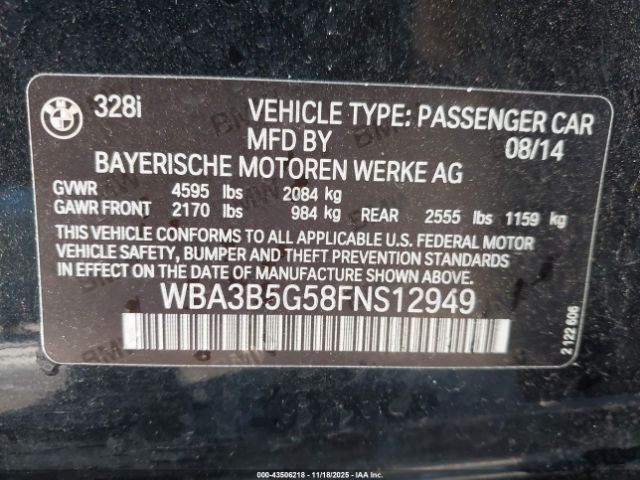 BMW
328i VEHICLE TYPE: PASSENGER CAR
MFD BY 08/14
BAYERISCHE MOTOREN WERKE AG
GVWR 4595 lbs 2084 kg
GAWR FRONT 2170 lbs 984 kg REAR 2555 lbs 1159 kg
THIS VEHICLE CONFORMS TO ALL APPLICABLE U.S. FEDERAL MOTOR
VEHICLE SAFETY, BUMPER AND THEFT PREVENTION STANDARDS
IN EFFECT ON THE DATE OF MANUFACTURE SHOWN ABOVE:
WBA3B5G58FNS12949
2 122 606
000-43506218 - 11/18/2025 - IAA, Inc.